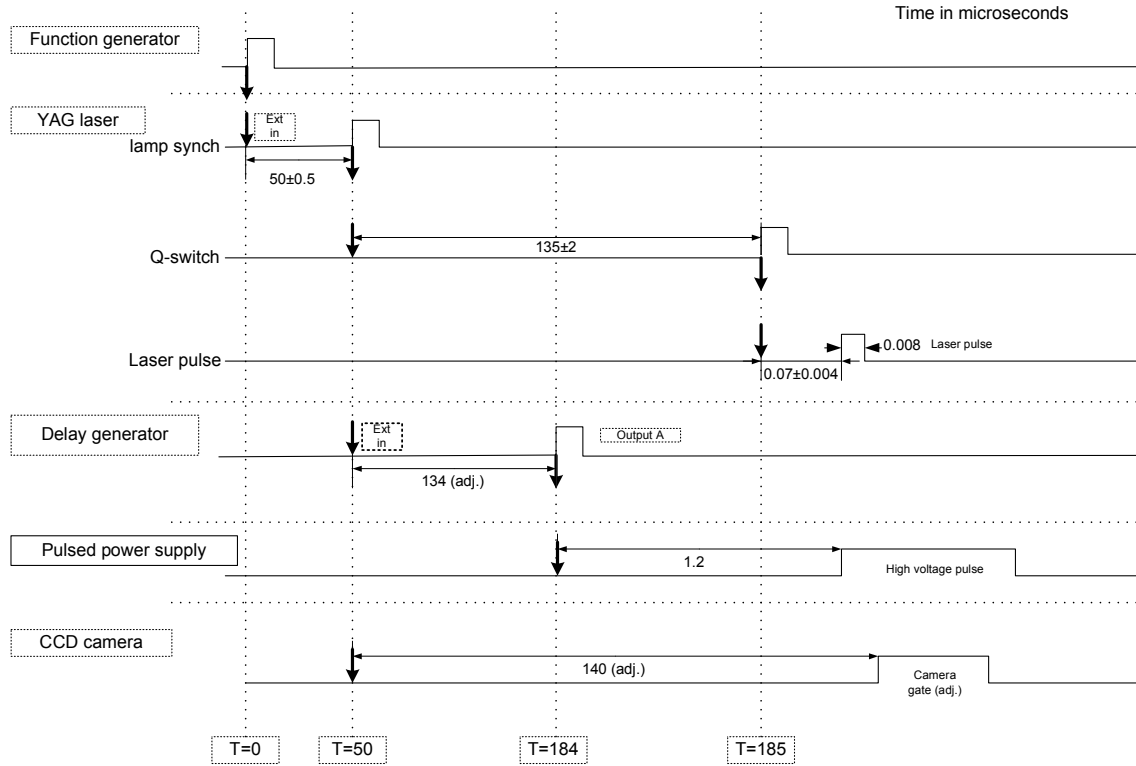 Time in microseconds
Function generator
YAG laser
Ext
in
lamp synch
50±0.5
135±2
Q-switch
Laser pulse
0.008 Laser pulse
0.07±0.004
Delay generator
Ext
in
Output A
134 (adj.)
Pulsed power supply
1.2
High voltage pulse
CCD camera
140 (adj.)
Camera
gate (adj.)
T=0 T=50 T=184 T=185